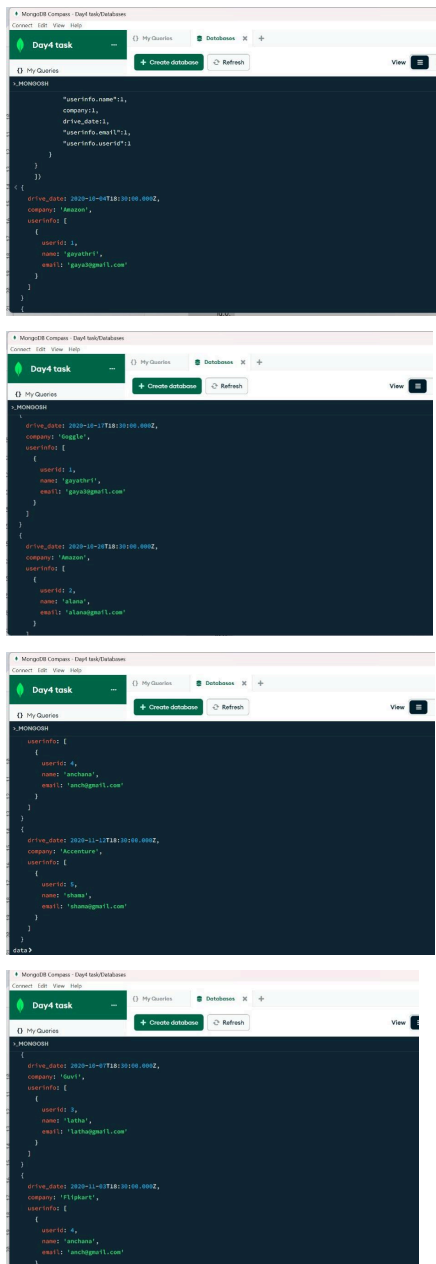 MongoDB Compass - Day4 task/Databases
Connect Edit View Help
Day4 task ...
{} My Queries Databases X +
+ Create database Refresh View
{} My Queries
>_MONGOSH
"userinfo.name":1,
company:1,
drive_date:1,
"userinfo.email":1,
"userinfo.userid":1
}
}
])
< {
drive_date: 2020-10-04T18:30:00.000Z,
company: 'Amazon',
userinfo: [
{
userid: 1,
name: 'gayathri',
email: 'gaya3@gmail.com'
}
]
}
{
MongoDB Compass - Day4 task/Databases
Connect Edit View Help
Day4 task ...
{} My Queries Databases X +
+ Create database Refresh View
{} My Queries
>_MONGOSH
{
drive_date: 2020-10-17T18:30:00.000Z,
company: 'Goggle',
userinfo: [
{
userid: 1,
name: 'gayathri',
email: 'gaya3@gmail.com'
}
]
}
{
drive_date: 2020-10-20T18:30:00.000Z,
company: 'Amazon',
userinfo: [
{
userid: 2,
name: 'alana',
email: 'alana@gmail.com'
}
]
MongoDB Compass - Day4 task/Databases
Connect Edit View Help
Day4 task ...
{} My Queries Databases X +
+ Create database Refresh View
{} My Queries
>_MONGOSH
userinfo: [
{
userid: 4,
name: 'anchana',
email: 'anch@gmail.com'
}
]
}
{
drive_date: 2020-11-12T18:30:00.000Z,
company: 'Accenture',
userinfo: [
{
userid: 5,
name: 'shama',
email: 'shama@gmail.com'
}
]
}
data>
MongoDB Compass - Day4 task/Databases
Connect Edit View Help
Day4 task ...
{} My Queries Databases X +
+ Create database Refresh View
{} My Queries
>_MONGOSH
{
drive_date: 2020-10-07T18:30:00.000Z,
company: 'Guvi',
userinfo: [
{
userid: 3,
name: 'latha',
email: 'latha@gmail.com'
}
]
}
{
drive_date: 2020-11-03T18:30:00.000Z,
company: 'Flipkart',
userinfo: [
{
userid: 4,
name: 'anchana',
email: 'anch@gmail.com'
}